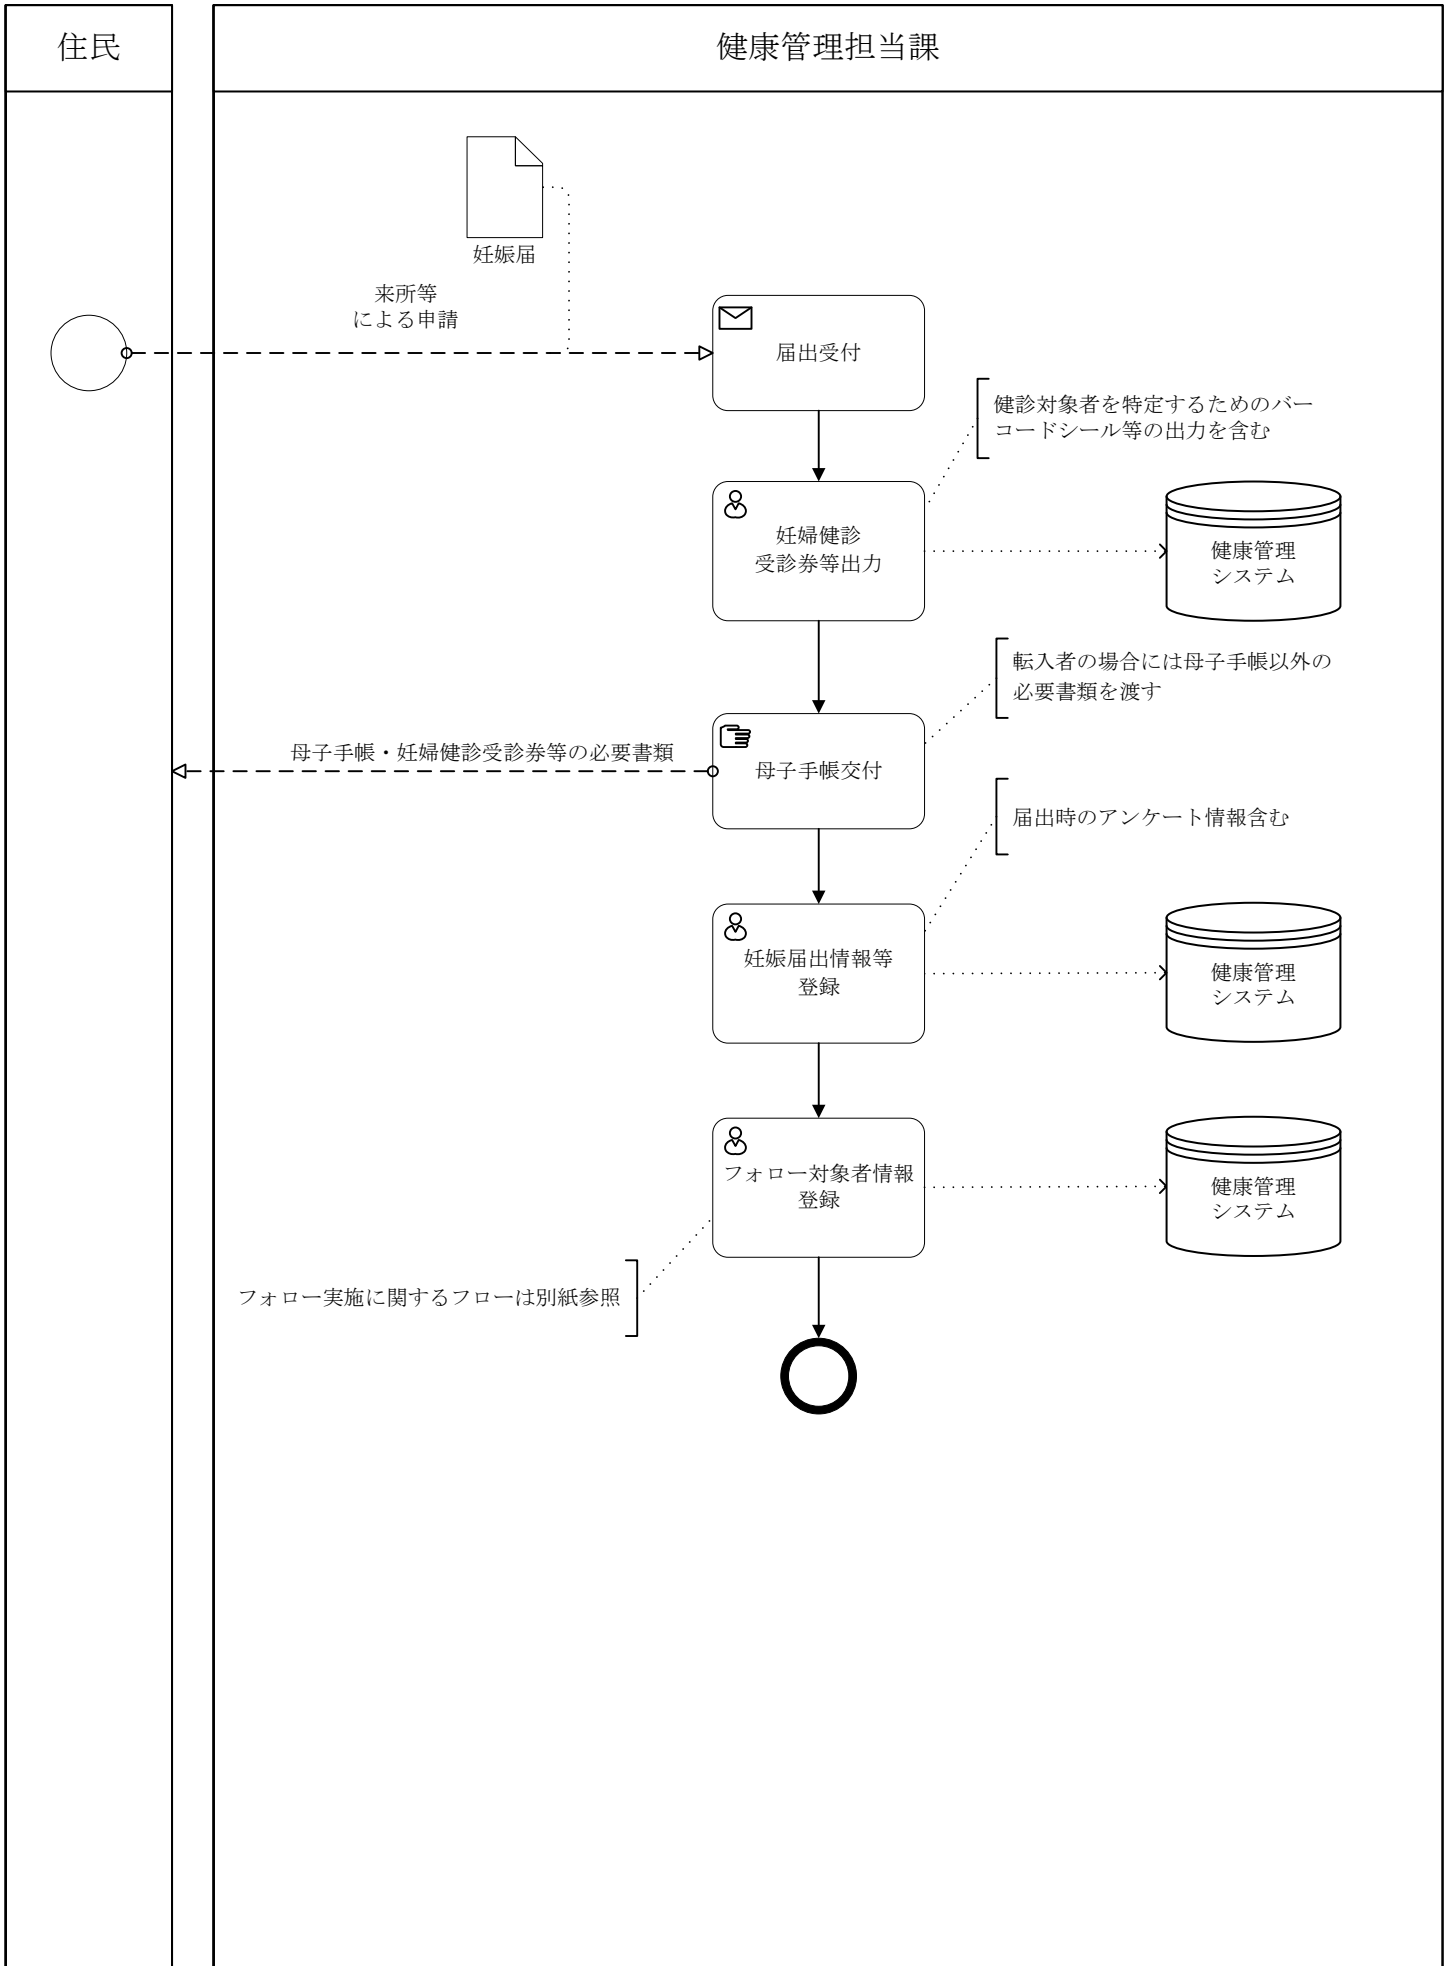 住民
健康管理担当課
妊娠届
来所等
による申請
届出受付
健診対象者を特定するためのバー
コードシール等の出力を含む
妊婦健診
受診券等出力
健康管理
システム
転入者の場合には母子手帳以外の
必要書類を渡す
母子手帳・妊婦健診受診券等の必要書類
母子手帳交付
届出時のアンケート情報含む
妊娠届出情報等
登録
健康管理
システム
フォロー対象者情報
登録
健康管理
システム
フォロー実施に関するフローは別紙参照